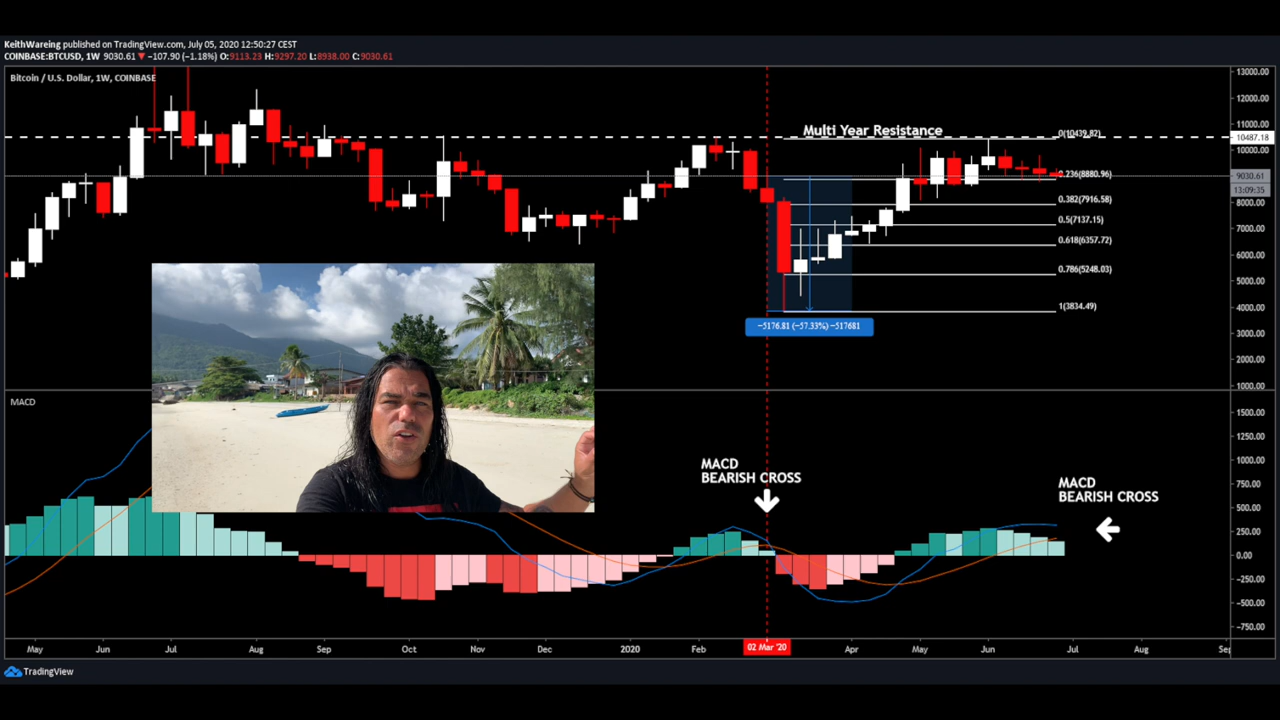 KeithWareing published on TradingView.com, July 05, 2020 12:50:27 CEST
COINBASE:BTCUSD, 1W 9030.61 ▼ −107.90 (−1.18%) O:9113.23 H:9297.20 L:8938.00 C:9030.61
Bitcoin / U.S. Dollar, 1W, COINBASE
Multi Year Resistance
0(10439.82)
0.236(8880.96)
0.382(7916.58)
0.5(7137.15)
0.618(6357.72)
0.786(5248.03)
1(3834.49)
−5176.81 (−57.33%) −517681
13000.00
12000.00
11000.00
10487.18
10000.00
9030.61
13:09:35
8000.00
7000.00
6000.00
5000.00
4000.00
3000.00
2000.00
1000.00
MACD
MACD
BEARISH CROSS
MACD
BEARISH CROSS
1500.00
1250.00
1000.00
750.00
500.00
250.00
0.00
−250.00
−500.00
−750.00
May Jun Jul Aug Sep Oct Nov Dec 2020 Feb 02 Mar '20 Apr May Jun Jul Aug Se
TradingView